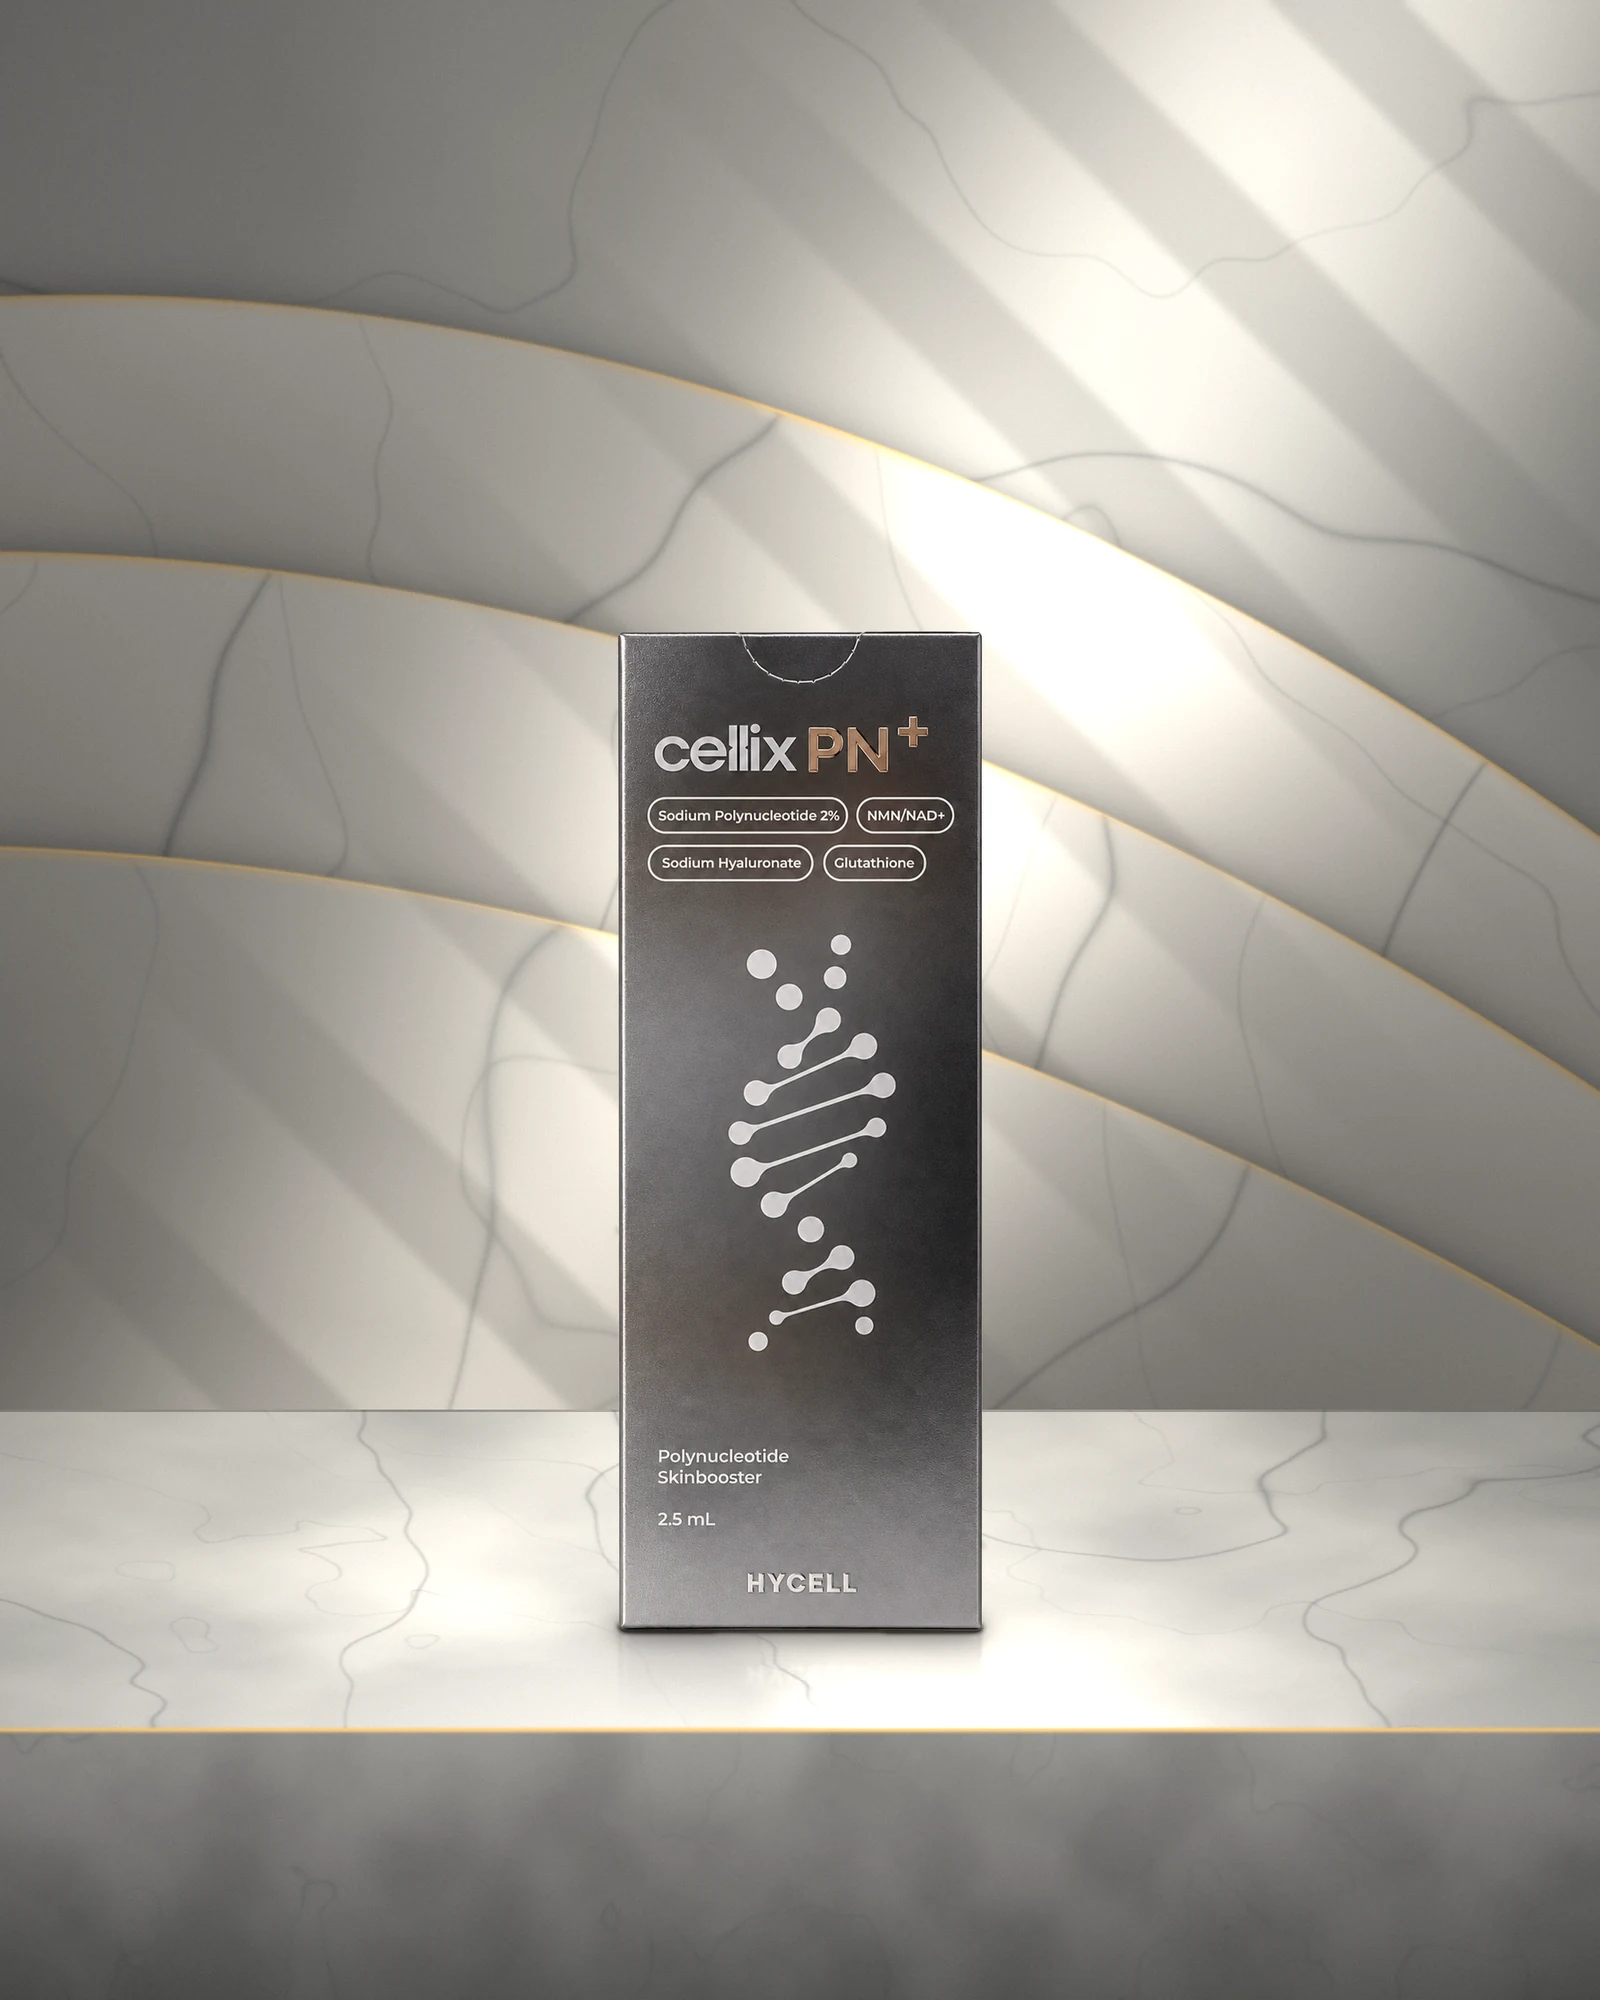 cellix PN+
Sodium Polynucleotide 2% NMN/NAD+
Sodium Hyaluronate Glutathione
Polynucleotide
Skinbooster
2.5 mL
HYCELL